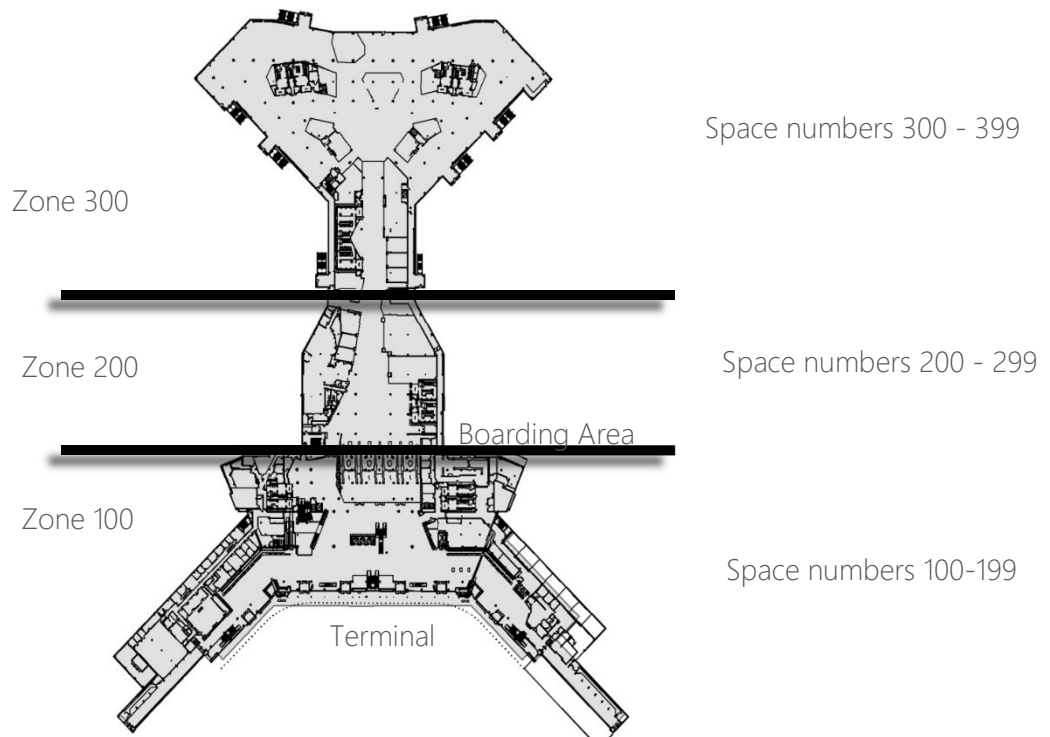 Space numbers 300 - 399
Zone 300
Zone 200
Space numbers 200 - 299
Boarding Area
Zone 100
Space numbers 100-199
Terminal